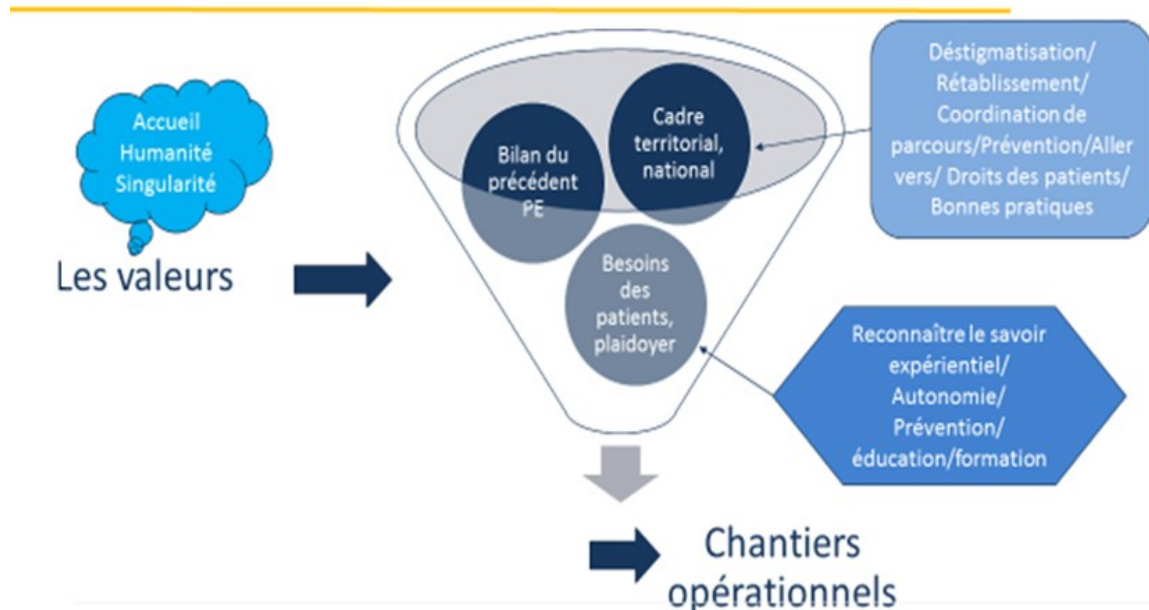 Accueil
Humanité
Singularité
Les valeurs
Bilan du
précédent
PE
Cadre
territorial,
national
Besoins
des
patients,
plaidoyer
Déstigmatisation/
Rétablissement/
Coordination de
parcours/Prévention/Aller
vers/ Droits des patients/
Bonnes pratiques
Reconnaître le savoir
expérientiel/
Autonomie/
Prévention/
éducation/formation
Chantiers
opérationnels